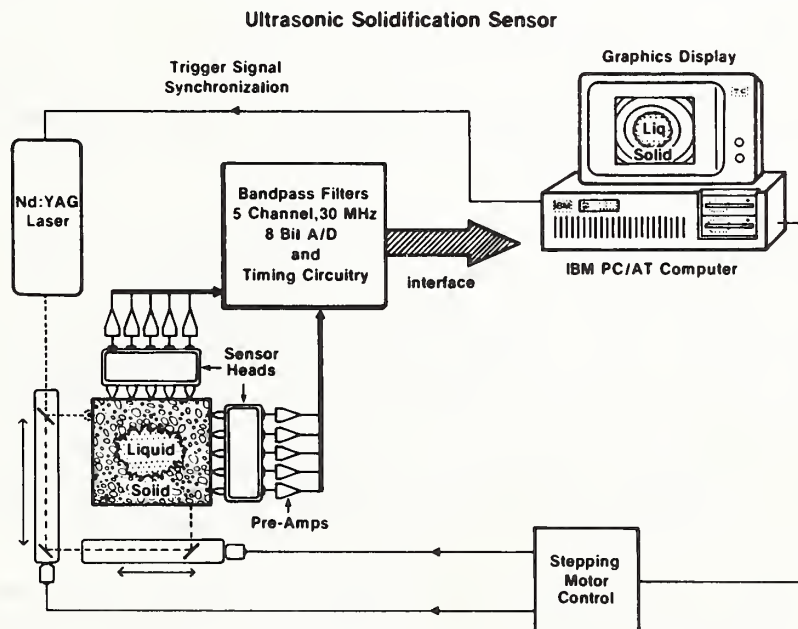 Ultrasonic Solidification Sensor
Trigger Signal
Synchronization
Graphics Display
Liq
Solid
Nd:YAG
Laser
Bandpass Filters
5 Channel,30 MHz
8 Bit A/D
and
Timing Circuitry
interface
IBM
IBM PC/AT Computer
Sensor
Heads
Liquid
Solid
Pre-Amps
Stepping
Motor
Control